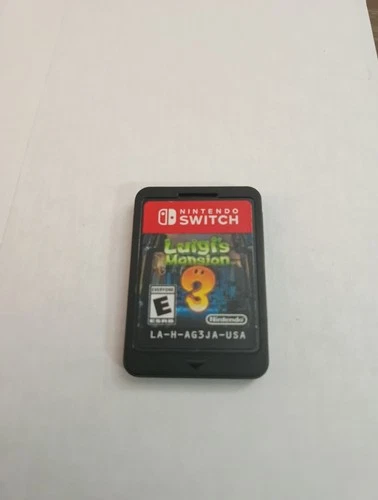 NINTENDO
SWITCH
Luigi's
Mansion
3
EVERYONE
E
ESRB
Nintendo
LA-H-AG3JA-USA